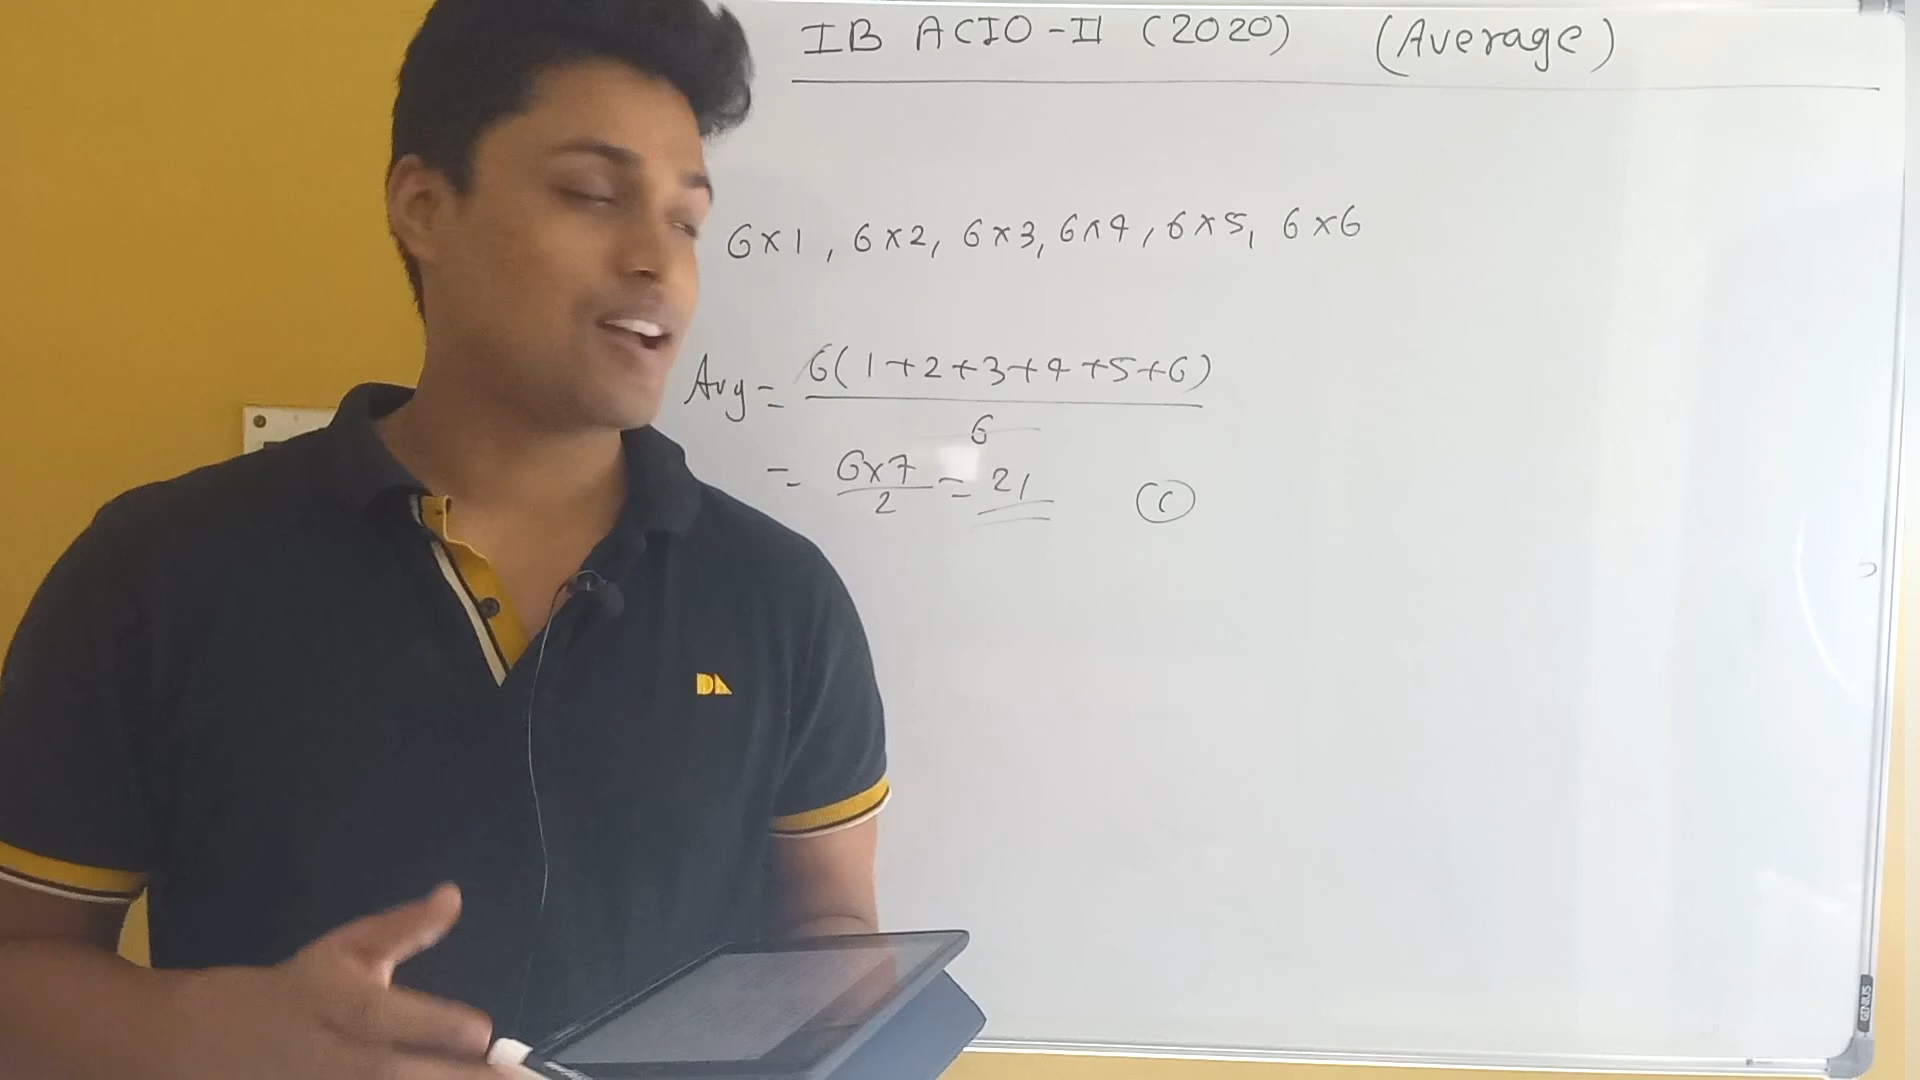 IB ACIO-II (2020) (Average)
6×1, 6×2, 6×3, 6×4, 6×5, 6×6
Avg = 6(1+2+3+4+5+6)
6
= 6×7 = 21 (C)
2
DA
GENIUS